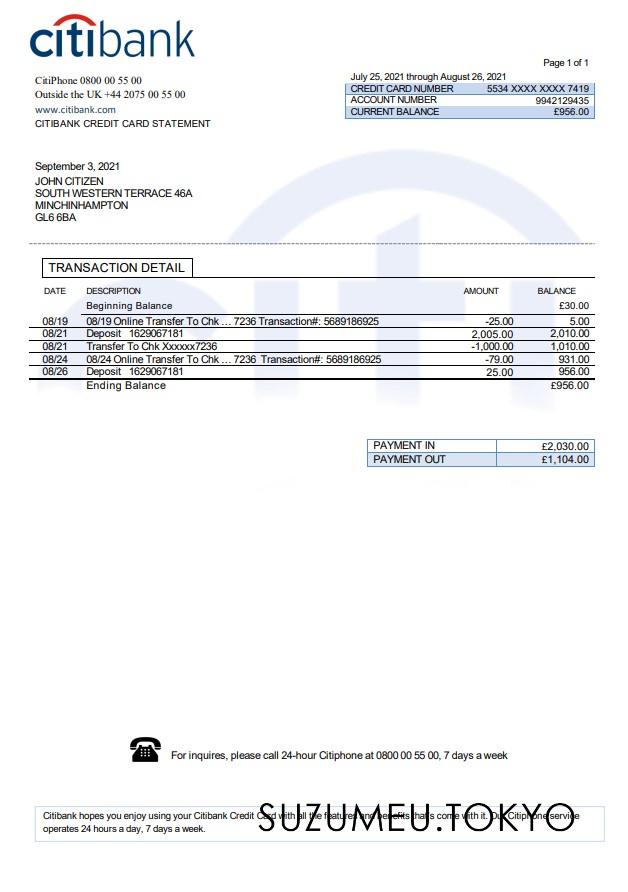 citibank
Page 1 of 1
CitiPhone 0800 00 55 00
Outside the UK +44 2075 00 55 00
www.citibank.com
CITIBANK CREDIT CARD STATEMENT
July 25, 2021 through August 26, 2021
CREDIT CARD NUMBER 5534 XXXX XXXX 7419
ACCOUNT NUMBER 9942129435
CURRENT BALANCE £956.00
September 3, 2021
JOHN CITIZEN
SOUTH WESTERN TERRACE 46A
MINCHINHAMPTON
GL6 6BA
TRANSACTION DETAIL
DATE DESCRIPTION AMOUNT BALANCE
Beginning Balance £30.00
08/19 08/19 Online Transfer To Chk ... 7236 Transaction#: 5689186925 -25.00 5.00
08/21 Deposit 1629067181 2,005.00 2,010.00
08/21 Transfer To Chk Xxxxxx7236 -1,000.00 1,010.00
08/24 08/24 Online Transfer To Chk ... 7236 Transaction#: 5689186925 -79.00 931.00
08/26 Deposit 1629067181 25.00 956.00
Ending Balance £956.00
PAYMENT IN £2,030.00
PAYMENT OUT £1,104.00
For inquires, please call 24-hour Citiphone at 0800 00 55 00, 7 days a week
Citibank hopes you enjoy using your Citibank Credit Card with all the features and benefits that's come with it. Our Citiphone service
operates 24 hours a day, 7 days a week.
SUZUMEU.TOKYO